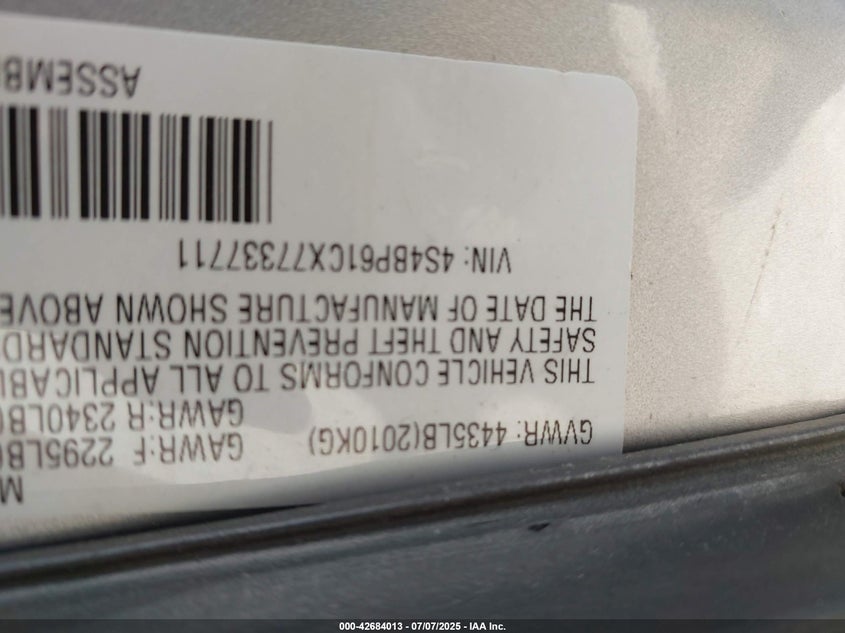 M
GVWR: 4435LB(2010KG) GAWR:F 2295LB(
GAWR:R 2340LB(
THIS VEHICLE CONFORMS TO ALL APPLICABL
SAFETY AND THEFT PREVENTION STANDARD
THE DATE OF MANUFACTURE SHOWN ABOVE
VIN: 4S4BP61CX77337711
ASSEMB
000-42684013 - 07/07/2025 - IAA Inc.